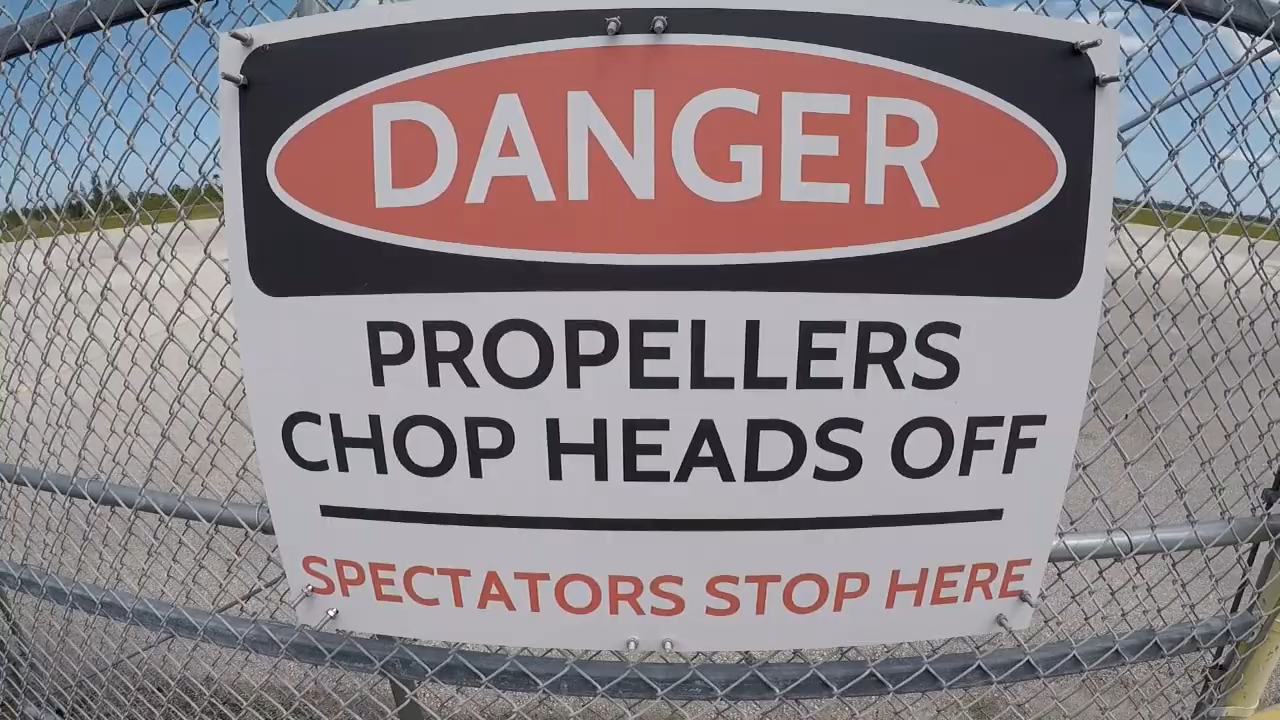 DANGER
PROPELLERS
CHOP HEADS OFF
SPECTATORS STOP HERE